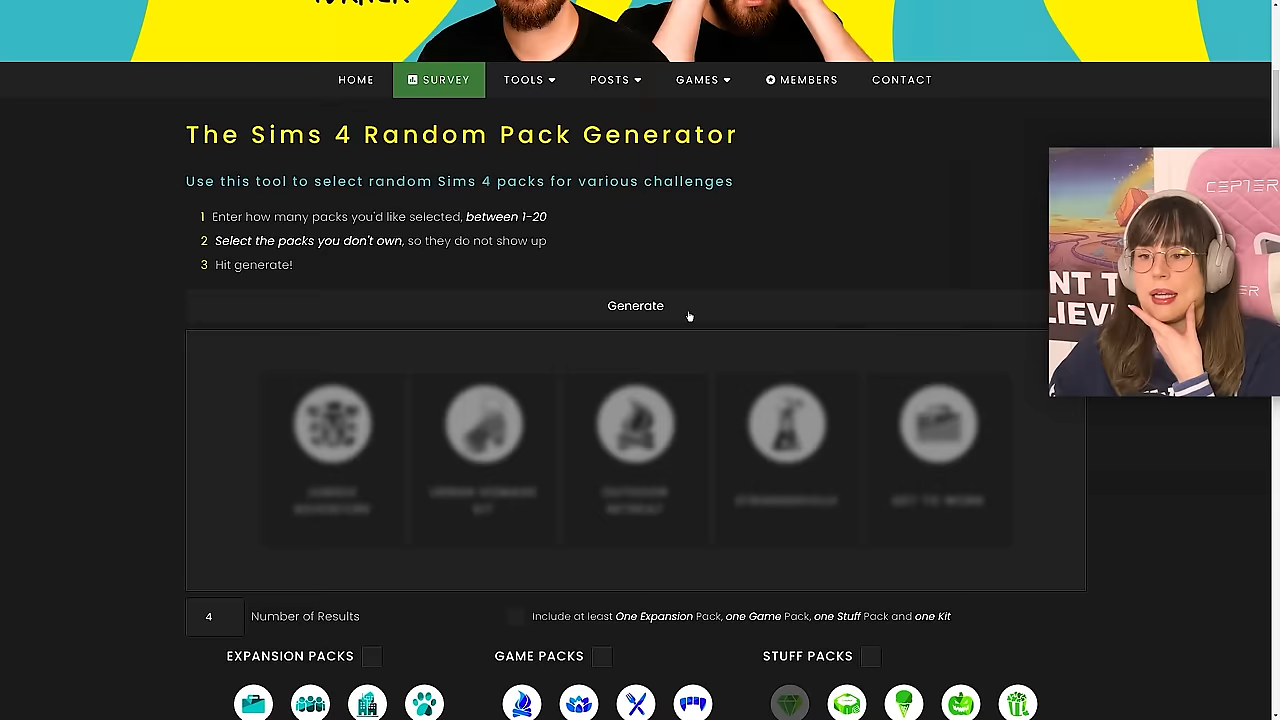 HOME
SURVEY
TOOLS
POSTS
GAMES
MEMBERS
CONTACT
The Sims 4 Random Pack Generator
Use this tool to select random Sims 4 packs for various challenges
1 Enter how many packs you'd like selected, between 1-20
2 Select the packs you don't own, so they do not show up
3 Hit generate!
Generate
CEPTER
NT T
LIEV
ER
4 Number of Results
Include at least One Expansion Pack, one Game Pack, one Stuff Pack and one Kit
EXPANSION PACKS
GAME PACKS
STUFF PACKS